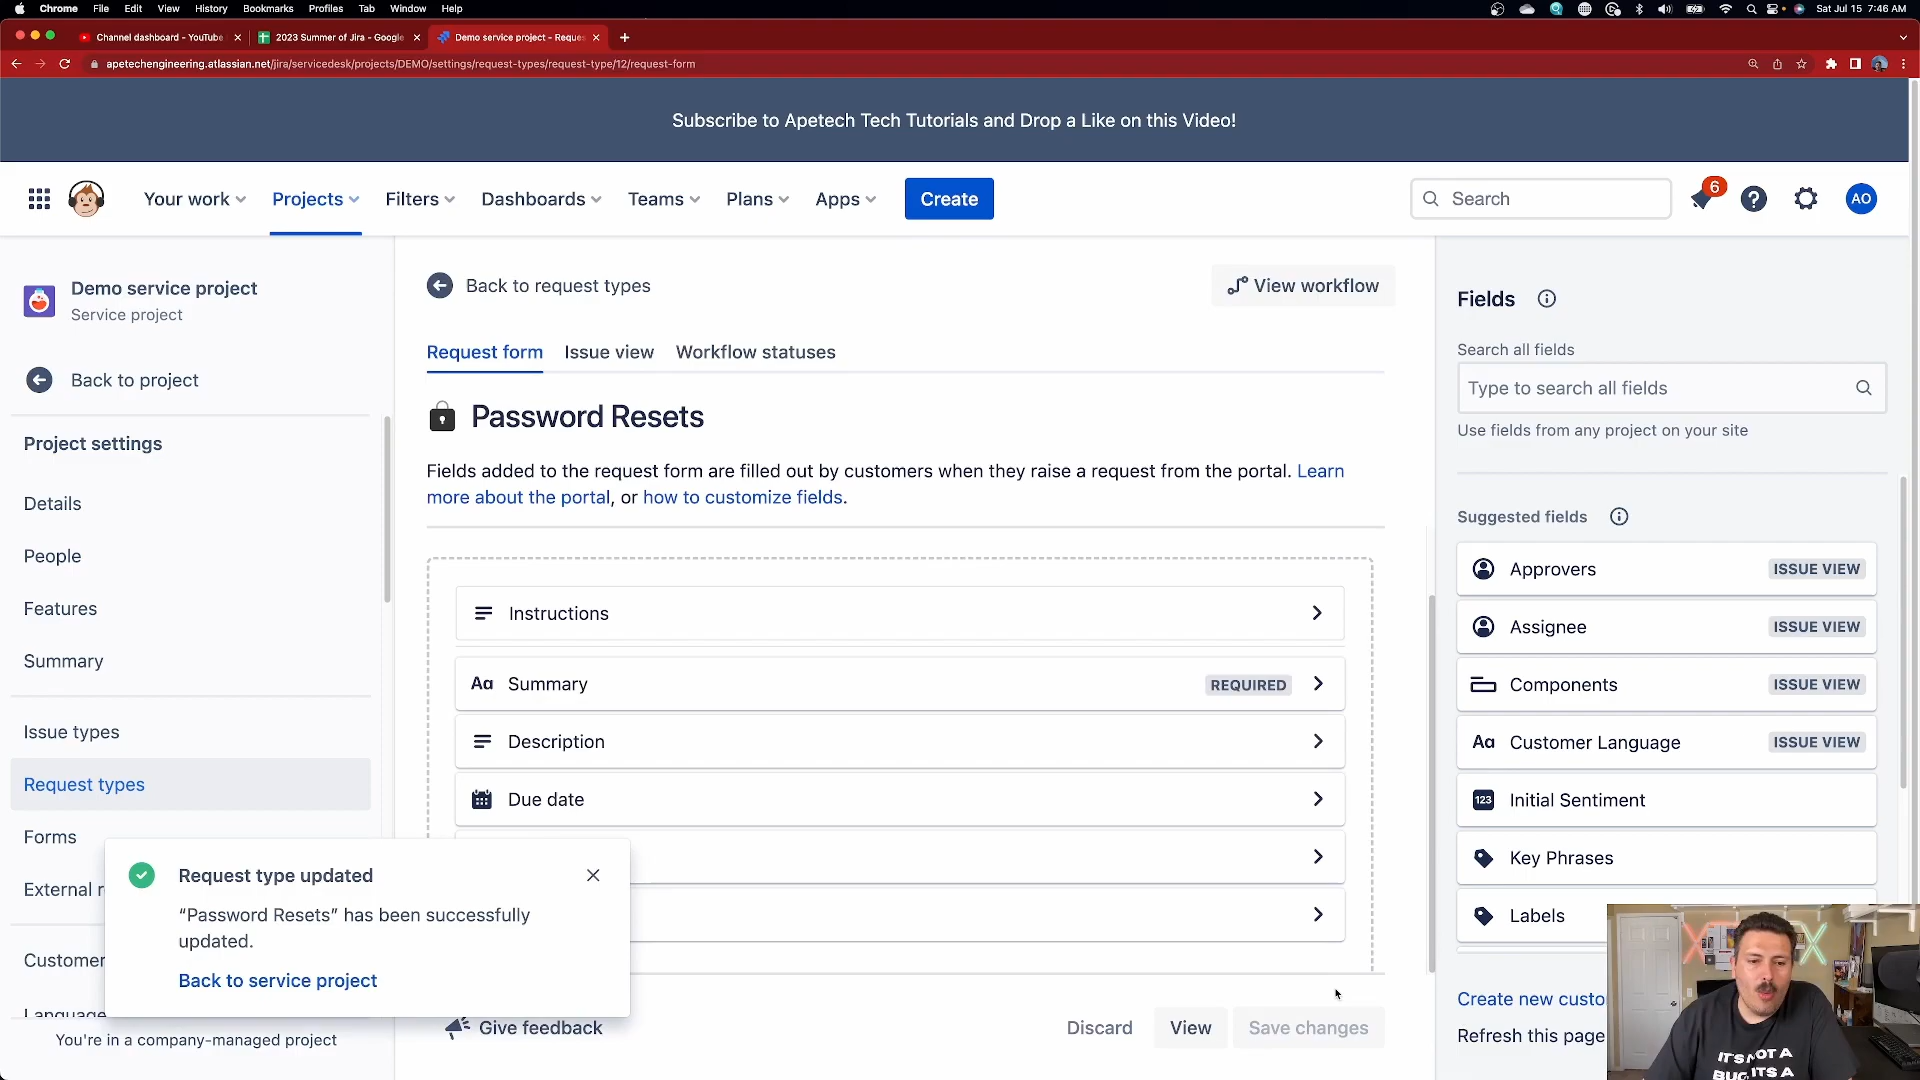 Chrome File Edit View History Bookmarks Profiles Tab Window Help
Sat Jul 15 7:46 AM
Channel dashboard - YouTube
2023 Summer of Jira - Google
Demo service project - Reque
apetechengineering.atlassian.net/jira/servicedesk/projects/DEMO/settings/request-types/request-type/12/request-form
Subscribe to Apetech Tech Tutorials and Drop a Like on this Video!
Your work Projects Filters Dashboards Teams Plans Apps Create
Search
6
AO
Demo service project
Service project
Back to project
Project settings
Details
People
Features
Summary
Issue types
Request types
Forms
External r
Customer
Language
You're in a company-managed project
Back to request types
View workflow
Request form Issue view Workflow statuses
Password Resets
Fields added to the request form are filled out by customers when they raise a request from the portal. Learn
more about the portal, or how to customize fields.
Instructions
Aa Summary REQUIRED
Description
Due date
Request type updated
“Password Resets” has been successfully
updated.
Back to service project
Give feedback
Discard View Save changes
Fields
Search all fields
Type to search all fields
Use fields from any project on your site
Suggested fields
Approvers ISSUE VIEW
Assignee ISSUE VIEW
Components ISSUE VIEW
Aa Customer Language ISSUE VIEW
123 Initial Sentiment
Key Phrases
Labels
Create new custo
Refresh this page
IT'S NOT A
BUG, ITS A